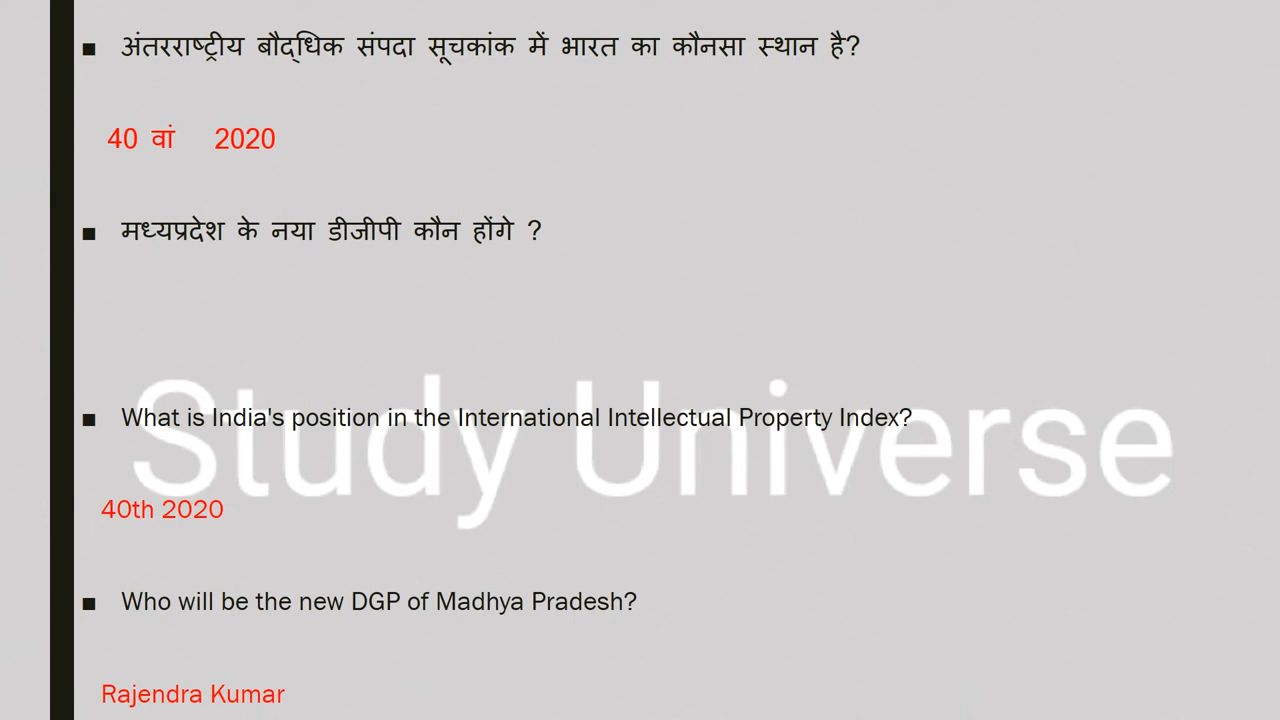 ■ अंतरराष्ट्रीय बौद्धिक संपदा सूचकांक में भारत का कौनसा स्थान है?
40 वां 2020
■ मध्यप्रदेश के नया डीजीपी कौन होंगे ?
Study Universe
■ What is India's position in the International Intellectual Property Index?
40th 2020
■ Who will be the new DGP of Madhya Pradesh?
Rajendra Kumar